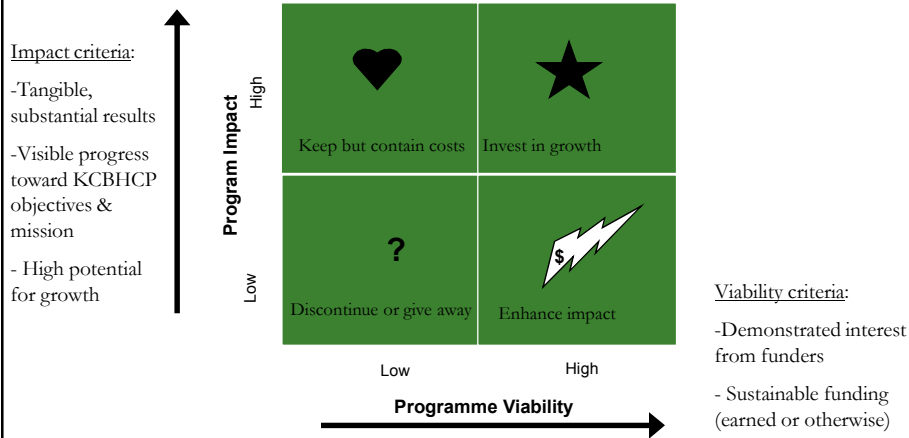 Impact criteria:
-Tangible,
substantial results
-Visible progress
toward KCBHCP
objectives &
mission
- High potential
for growth
Program Impact
High
Low
Keep but contain costs
Invest in growth
?
$
Discontinue or give away
Enhance impact
Low
High
Programme Viability
Viability criteria:
-Demonstrated interest
from funders
- Sustainable funding
(earned or otherwise)